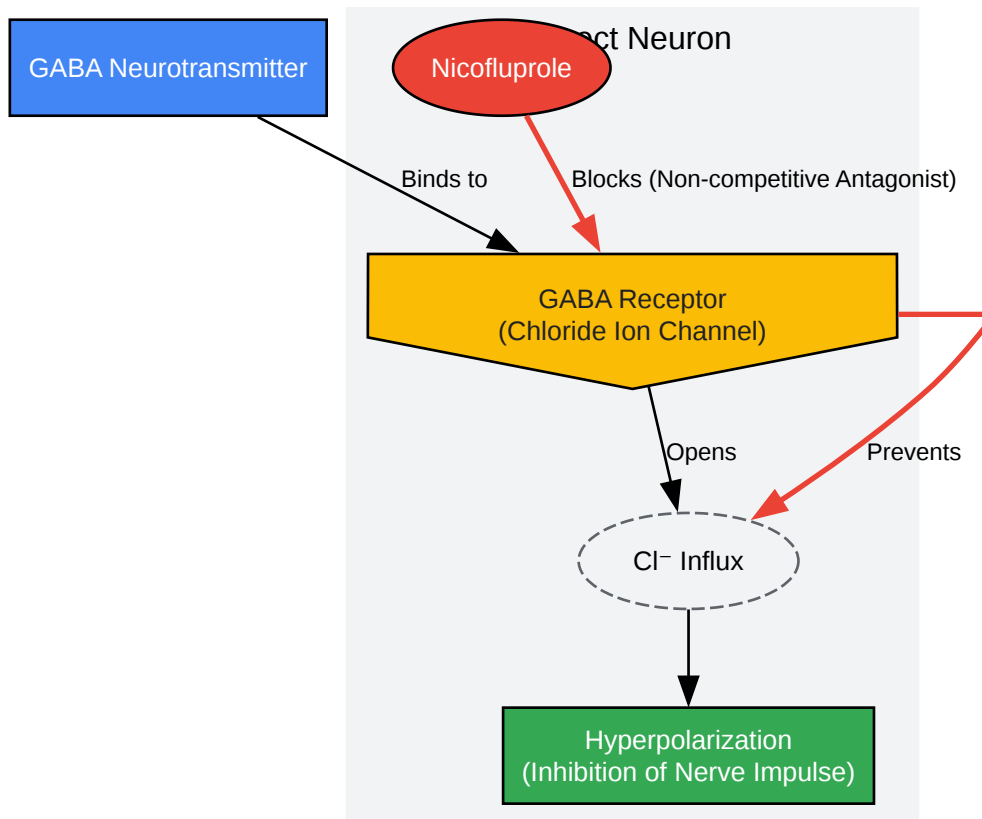 GABA Neurotransmitter
Nicofluprole
Neuron
Binds to
Blocks (Non-competitive Antagonist)
GABA Receptor
(Chloride Ion Channel)
Opens
Prevents
Cl⁻ Influx
Hyperpolarization
(Inhibition of Nerve Impulse)